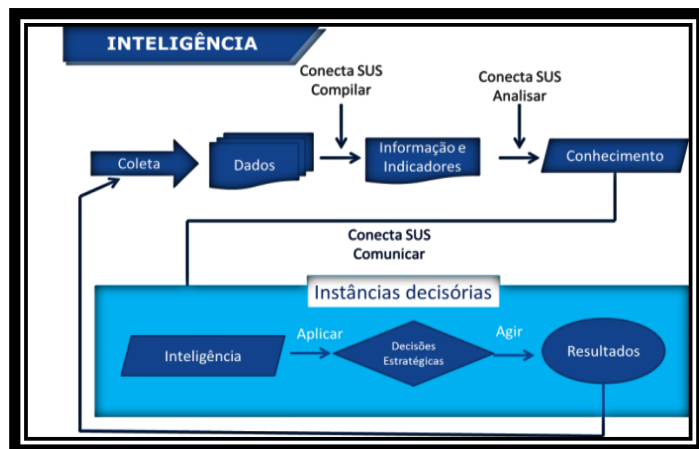 INTELIGÊNCIA
Conecta SUS
Compilar
Conecta SUS
Analisar
Coleta
Dados
Informação e
Indicadores
Conhecimento
Conecta SUS
Comunicar
Instâncias decisórias
Inteligência
Aplicar
Decisões
Estratégicas
Agir
Resultados